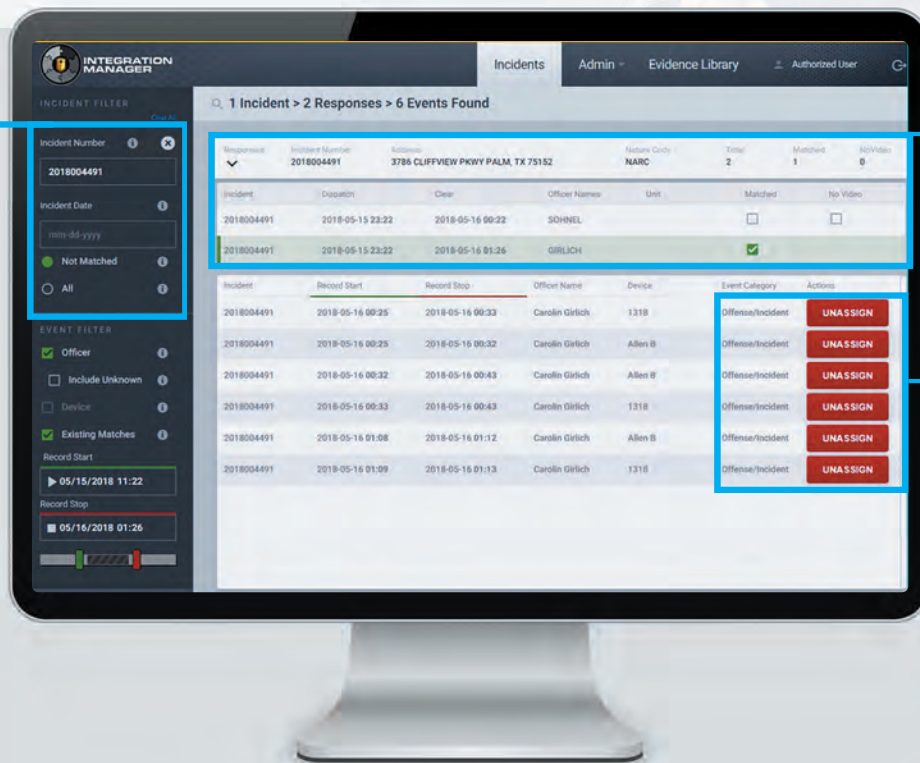 INTEGRATION
MANAGER
Incidents Admin Evidence Library Authorized User
INCIDENT FILTER
Clear All
Incident Number
2018004491
Incident Date
mm-dd-yyyy
Not Matched
All
EVENT FILTER
Officer
Include Unknown
Device
Existing Matches
Record Start
05/15/2018 11:22
Record Stop
05/16/2018 01:26
1 Incident > 2 Responses > 6 Events Found
Responses Incident Number Address Nature Code Total Matched NoVideo
2018004491 3786 CLIFFVIEW PKWY PALM, TX 75152 NARC 2 1 0
Incident Dispatch Clear Officer Names Unit Matched No Video
2018004491 2018-05-15 23:22 2018-05-16 00:22 SOHNEL
2018004491 2018-05-15 23:22 2018-05-16 01:26 GIRLICH
Incident Record Start Record Stop Officer Name Device Event Category Actions
2018004491 2018-05-16 00:25 2018-05-16 00:33 Carolin Girlich 1318 Offense/Incident UNASSIGN
2018004491 2018-05-16 00:25 2018-05-16 00:32 Carolin Girlich Allen B Offense/Incident UNASSIGN
2018004491 2018-05-16 00:32 2018-05-16 00:43 Carolin Girlich Allen B Offense/Incident UNASSIGN
2018004491 2018-05-16 00:33 2018-05-16 00:43 Carolin Girlich 1318 Offense/Incident UNASSIGN
2018004491 2018-05-16 01:08 2018-05-16 01:12 Carolin Girlich Allen B Offense/Incident UNASSIGN
2018004491 2018-05-16 01:09 2018-05-16 01:13 Carolin Girlich 1318 Offense/Incident UNASSIGN